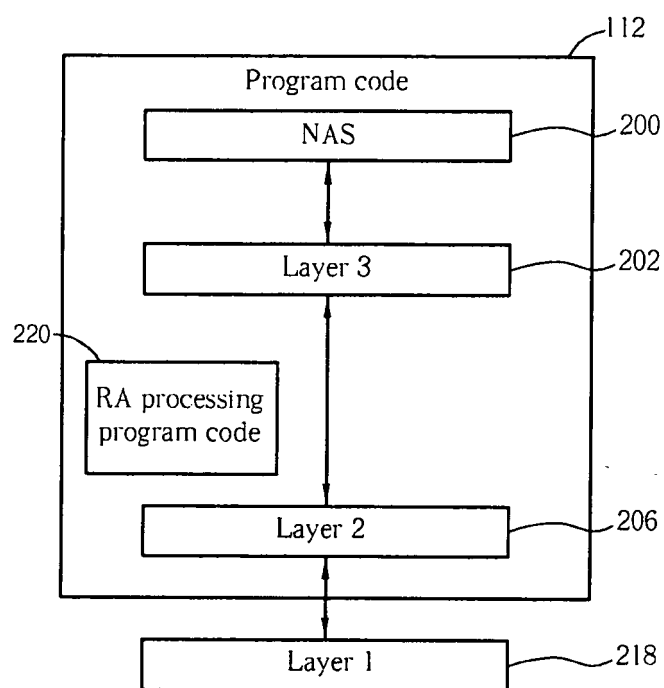 112
Program code
NAS
200
Layer 3
202
220
RA processing
program code
Layer 2
206
Layer 1
218